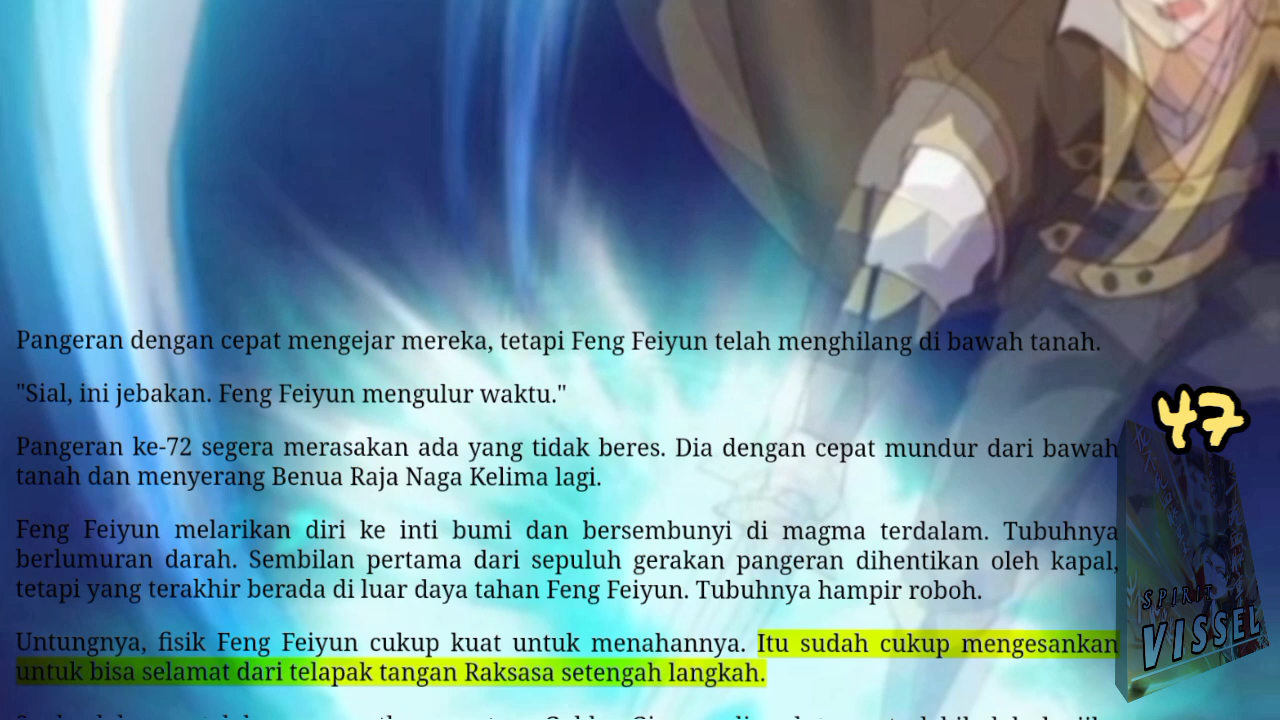 Pangeran dengan cepat mengejar mereka, tetapi Feng Feiyun telah menghilang di bawah tanah.
"Sial, ini jebakan. Feng Feiyun mengulur waktu."
Pangeran ke-72 segera merasakan ada yang tidak beres. Dia dengan cepat mundur dari bawah
tanah dan menyerang Benua Raja Naga Kelima lagi.
Feng Feiyun melarikan diri ke inti bumi dan bersembunyi di magma terdalam. Tubuhnya
berlumuran darah. Sembilan pertama dari sepuluh gerakan pangeran dihentikan oleh kapal,
tetapi yang terakhir berada di luar daya tahan Feng Feiyun. Tubuhnya hampir roboh.
Untungnya, fisik Feng Feiyun cukup kuat untuk menahannya. Itu sudah cukup mengesankan
untuk bisa selamat dari telapak tangan Raksasa setengah langkah.
47
SPIRIT
VISSEL